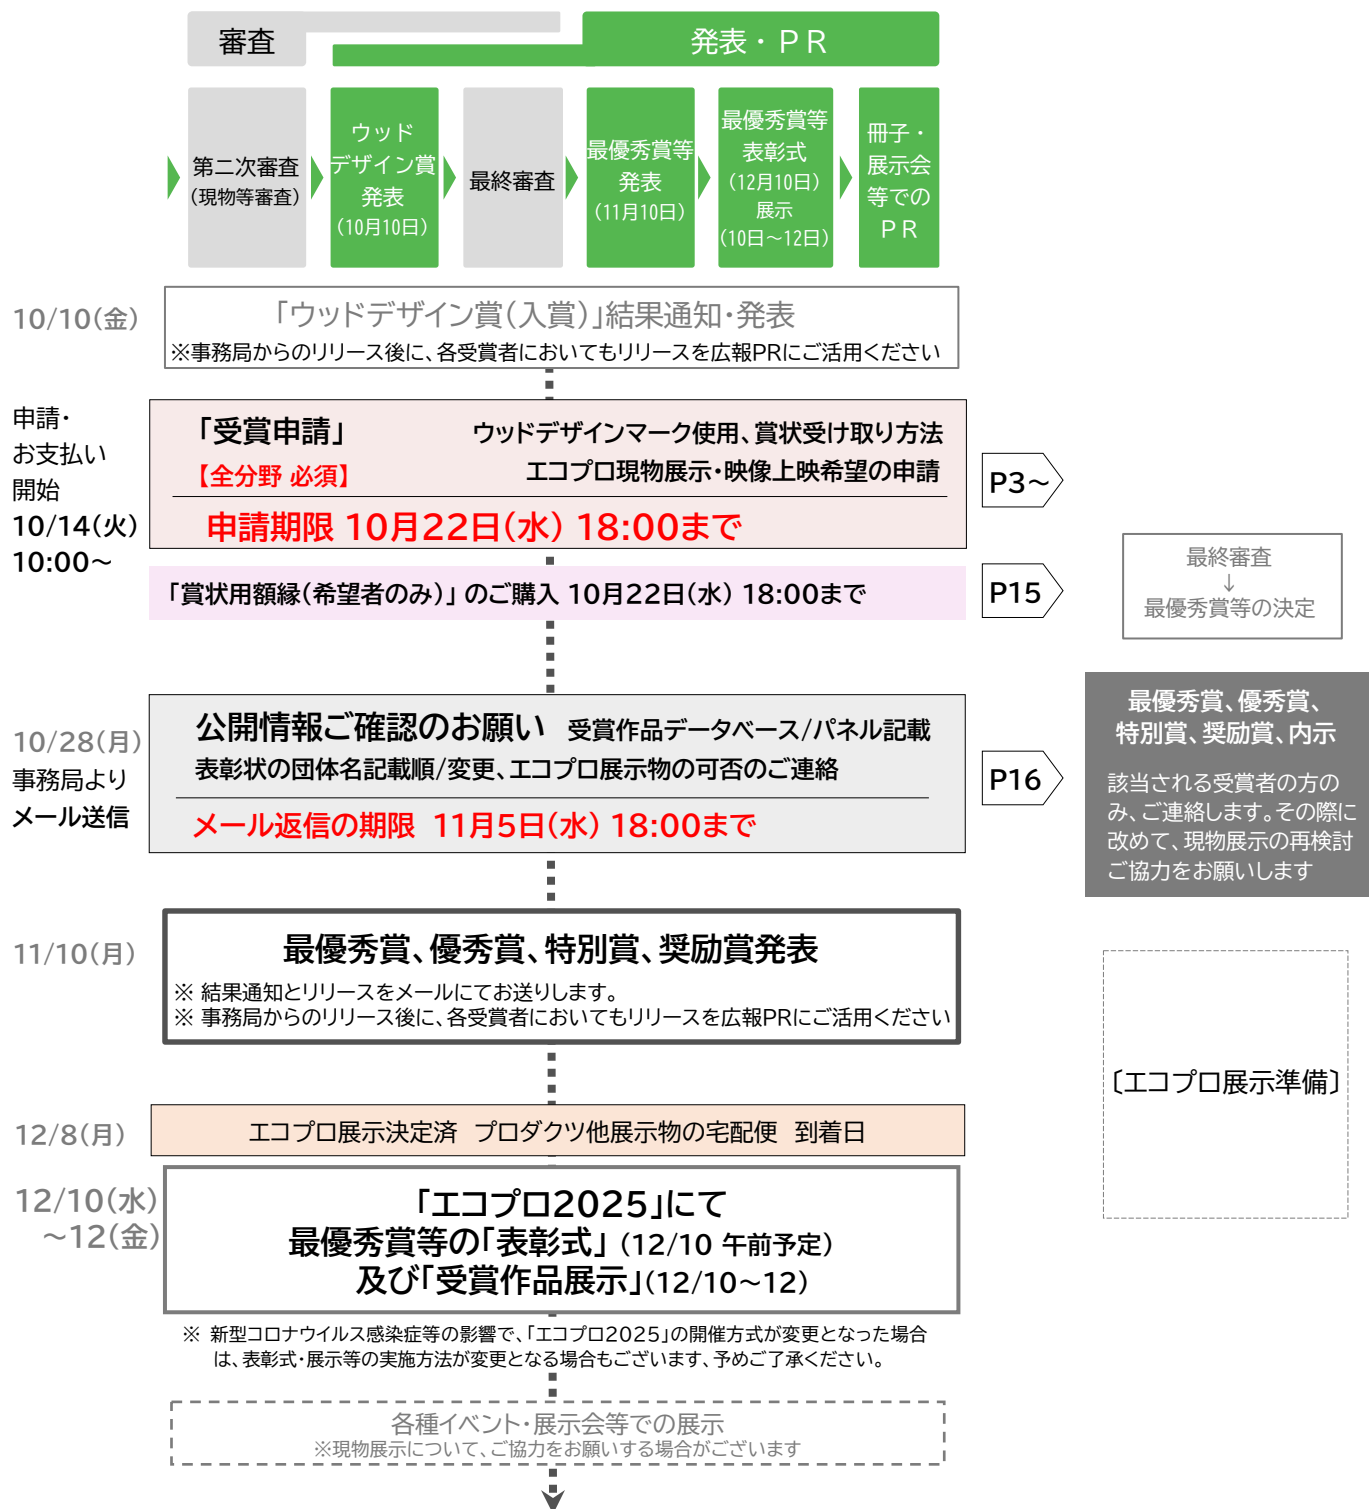 審査
発表・ＰＲ
第二次審査
(現物等審査)
ウッド
デザイン賞
発表
(10月10日)
最終審査
最優秀賞等
発表
(11月10日)
最優秀賞等
表彰式
(12月10日)
展示
(10日～12日)
冊子・
展示会
等での
ＰＲ
10/10(金)
「ウッドデザイン賞(入賞)」結果通知・発表
※事務局からのリリース後に、各受賞者においてもリリースを広報PRにご活用ください
申請・
お支払い
開始
10/14(火)
10:00～
「受賞申請」
【全分野 必須】
ウッドデザインマーク使用、賞状受け取り方法
エコプロ現物展示・映像上映希望の申請
申請期限 10月22日(水) 18:00まで
P3～
「賞状用額縁(希望者のみ)」 のご購入 10月22日(水) 18:00まで
P15
最終審査
↓
最優秀賞等の決定
10/28(月)
事務局より
メール送信
公開情報ご確認のお願い 受賞作品データベース/パネル記載
表彰状の団体名記載順/変更、エコプロ展示物の可否のご連絡
メール返信の期限 11月5日(水) 18:00まで
P16
最優秀賞、優秀賞、
特別賞、奨励賞、内示
該当される受賞者の方の
み、ご連絡します。その際に
改めて、現物展示の再検討
ご協力をお願いします
11/10(月)
最優秀賞、優秀賞、特別賞、奨励賞発表
※ 結果通知とリリースをメールにてお送りします。
※ 事務局からのリリース後に、各受賞者においてもリリースを広報PRにご活用ください
〔エコプロ展示準備〕
12/8(月)
エコプロ展示決定済 プロダクツ他展示物の宅配便 到着日
12/10(水)
～12(金)
「エコプロ2025」にて
最優秀賞等の「表彰式」 (12/10 午前予定)
及び「受賞作品展示」(12/10～12)
※ 新型コロナウイルス感染症等の影響で、「エコプロ2025」の開催方式が変更となった場合
は、表彰式・展示等の実施方法が変更となる場合もございます、予めご了承ください。
各種イベント・展示会等での展示
※現物展示について、ご協力をお願いする場合がございます